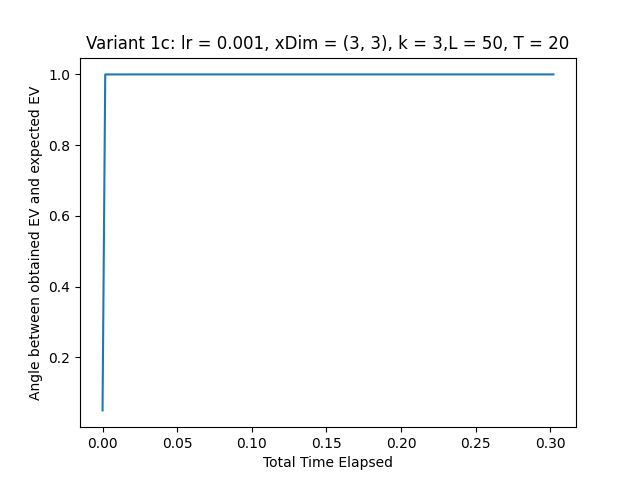 Variant 1c: lr = 0.001, xDim = (3, 3), k = 3,L = 50, T = 20
Angle between obtained EV and expected EV
1.0
0.8
0.6
0.4
0.2
0.00 0.05 0.10 0.15 0.20 0.25 0.30
Total Time Elapsed